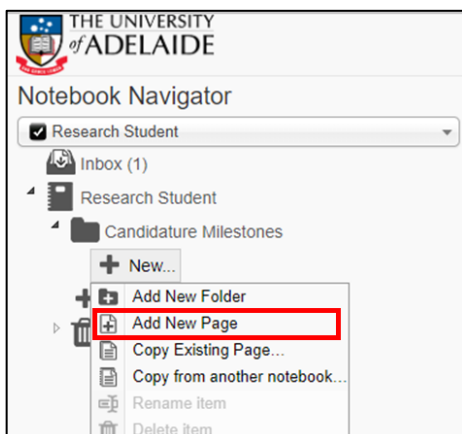 THE UNIVERSITY
of ADELAIDE
Notebook Navigator
Research Student
Inbox (1)
Research Student
Candidature Milestones
New...
Add New Folder
Add New Page
Copy Existing Page...
Copy from another notebook...
Rename item
Delete item